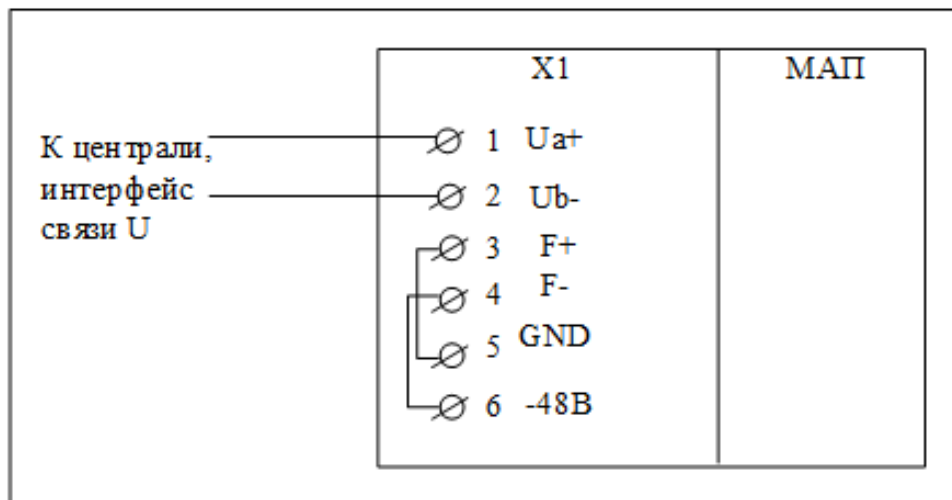 X1
МАП
К централи,
интерфейс
связи U
1 Ua+
2 Ub-
3 F+
4 F-
5 GND
6 -48В